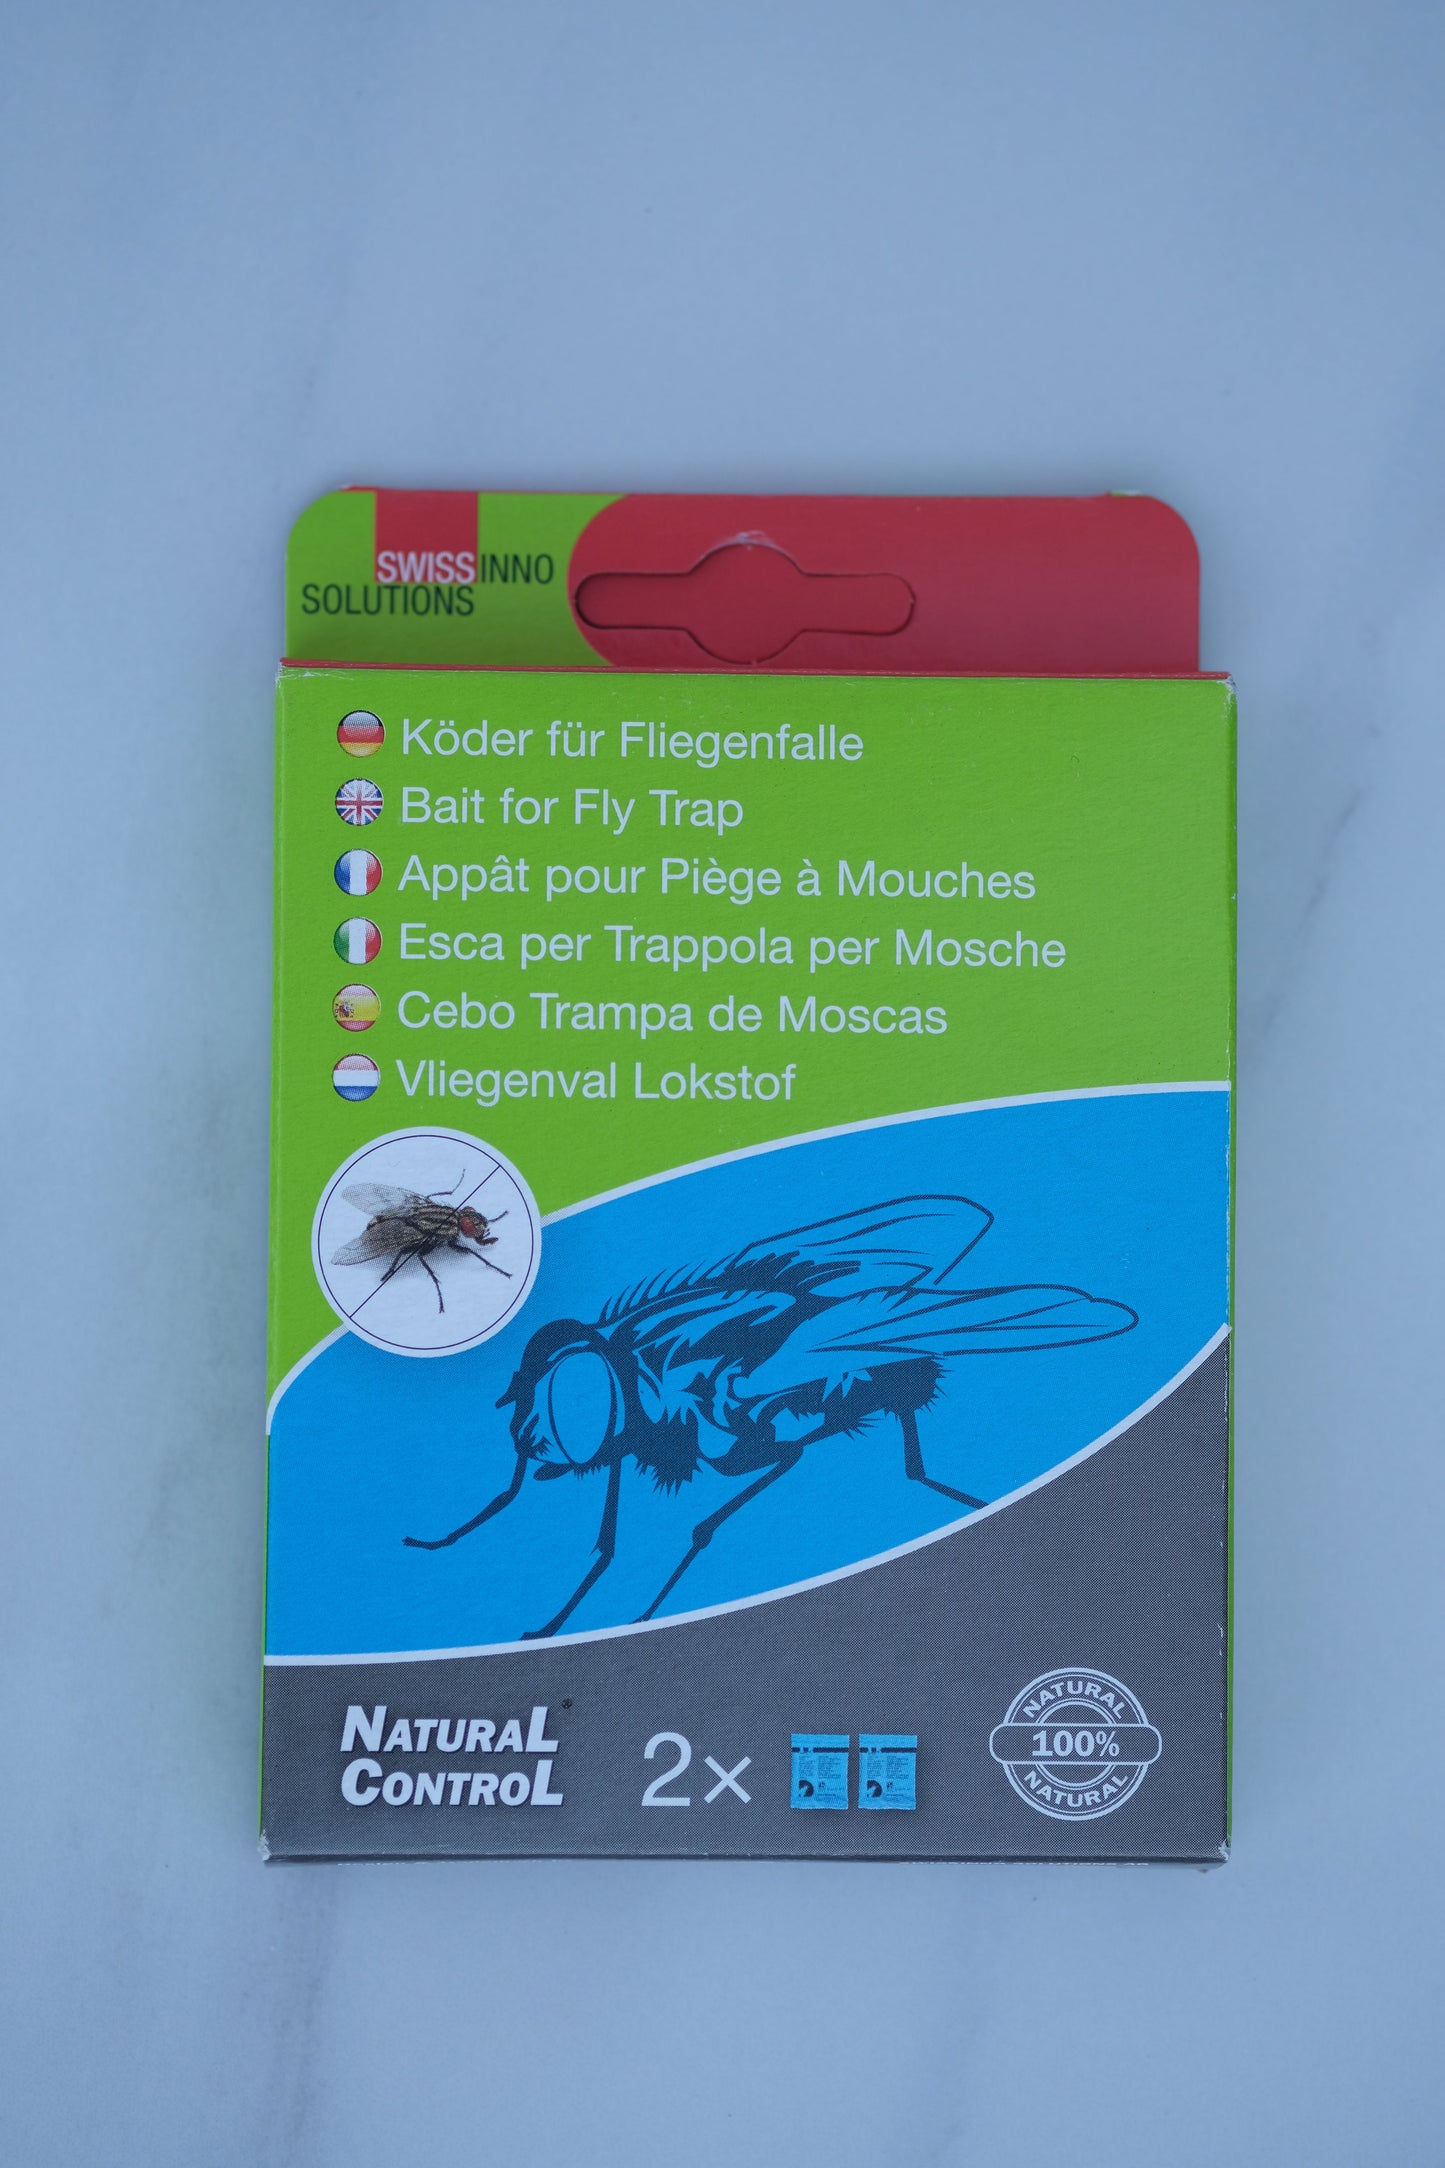 SWISSINNO
SOLUTIONS
Köder für Fliegenfalle
Bait for Fly Trap
Appât pour Piège à Mouches
Esca per Trappola per Mosche
Cebo Trampa de Moscas
Vliegenval Lokstof
NATURAL®
CONTROL
2x
NATURAL
100%
NATURAL